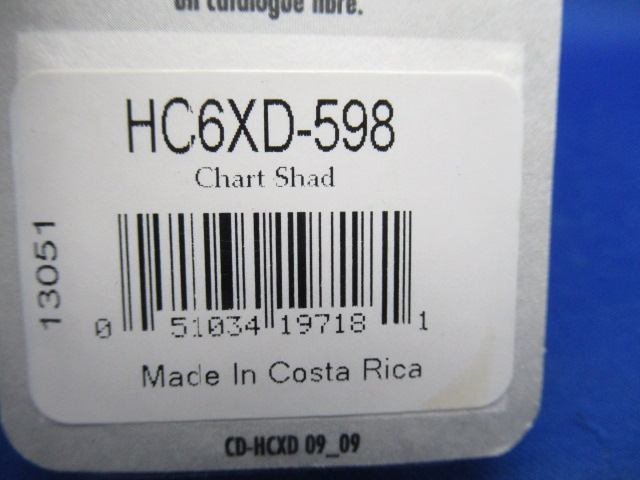 un catalogue libre.
HC6XD-598
Chart Shad
13051
0 51034 19718 1
Made In Costa Rica
CD-HCXD 09_09